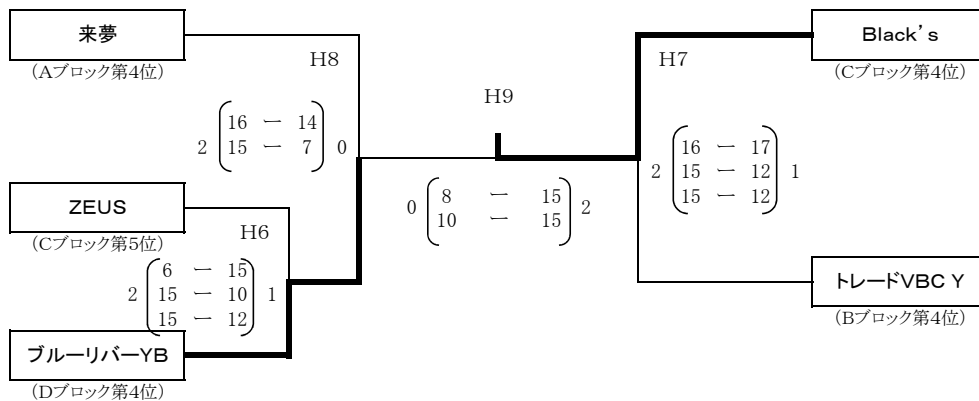 来夢
(Aブロック第4位)
H8
2 16 ー 14 0
15 ー 7
ZEUS
(Cブロック第5位)
H6
2 6 ー 15 1
15 ー 10
15 ー 12
ブルーリバーYB
(Dブロック第4位)
H9
0 8 ー 15 2
10 ー 15
Black's
(Cブロック第4位)
H7
2 16 ー 17 1
15 ー 12
15 ー 12
トレードVBC Y
(Bブロック第4位)